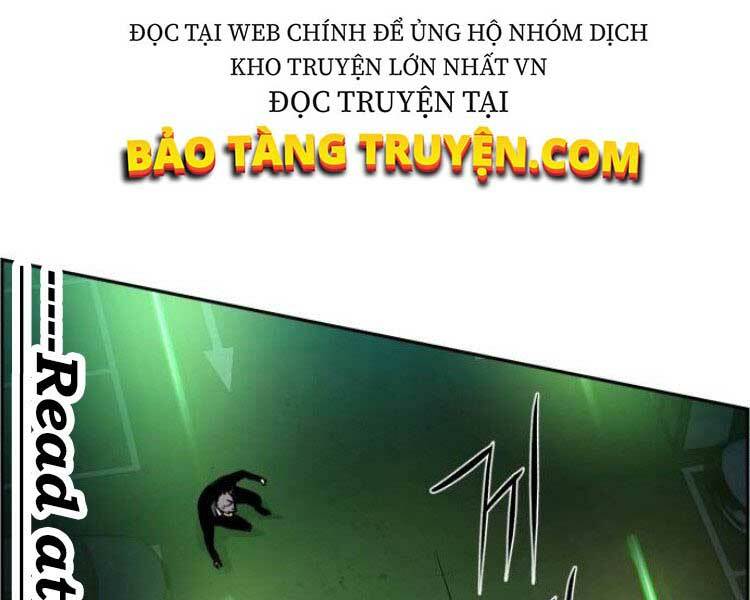 ĐỌC TẠI WEB CHÍNH ĐỂ ỦNG HỘ NHÓM DỊCH
KHO TRUYỆN LỚN NHẤT VN
ĐỌC TRUYỆN TẠI
BẢO TÀNG TRUYỆN.COM
------Read at